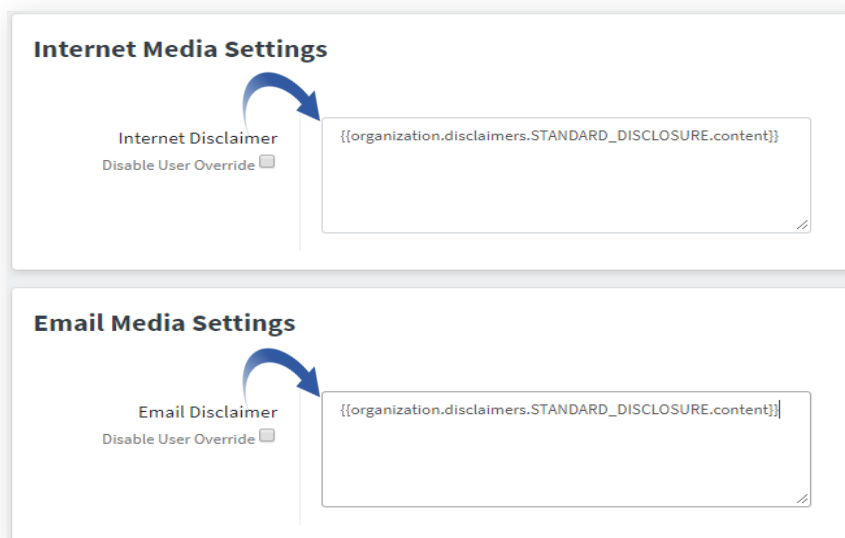 Internet Media Settings
Internet Disclaimer
Disable User Override
{{organization.disclaimers.STANDARD_DISCLOSURE.content}}
Email Media Settings
Email Disclaimer
Disable User Override
{{organization.disclaimers.STANDARD_DISCLOSURE.content}}